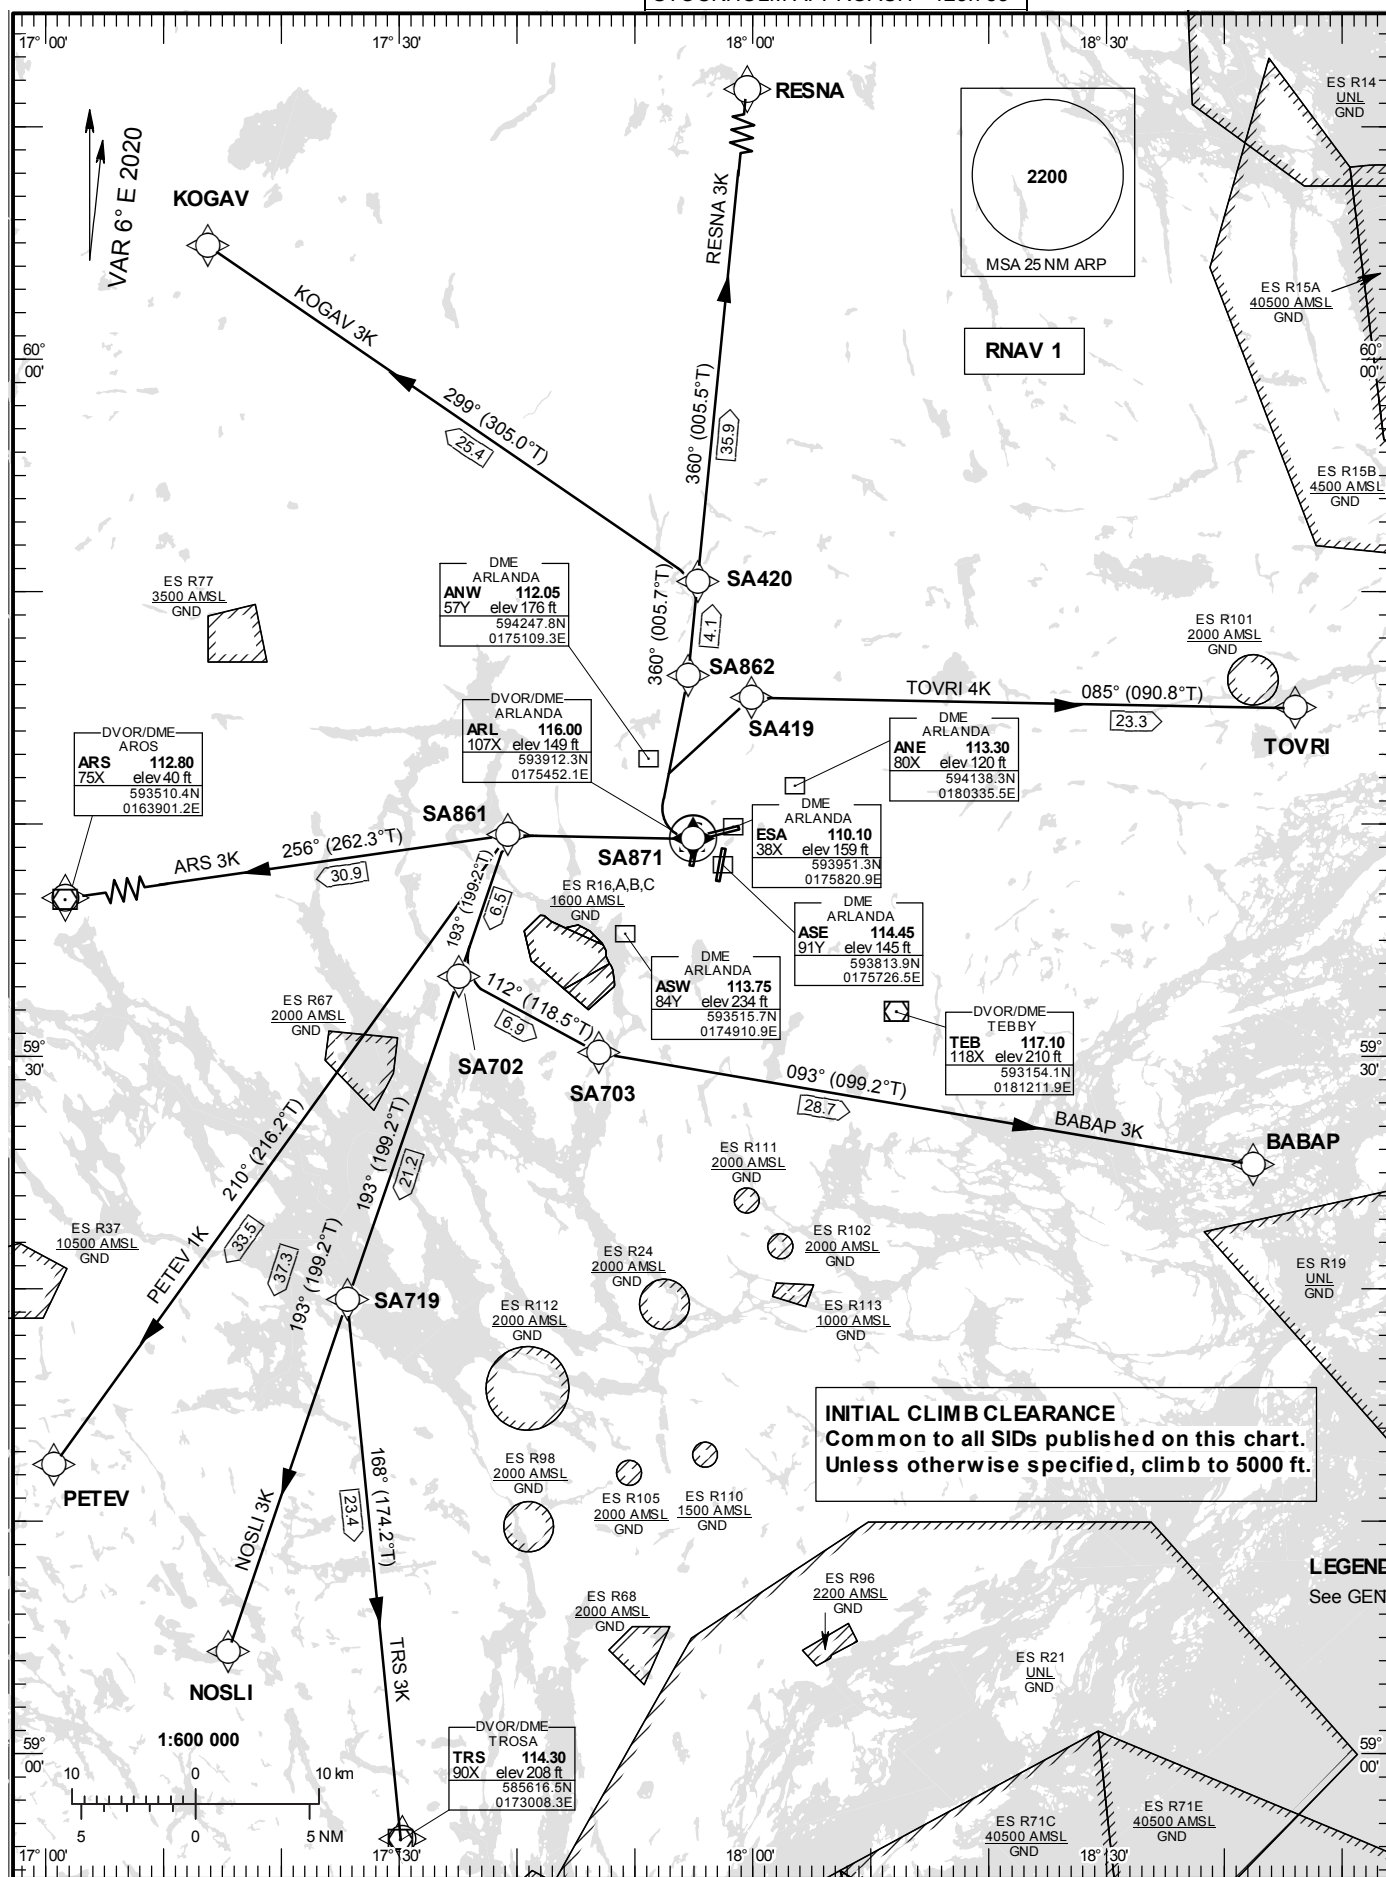 17° 00'
17° 30'
18° 00'
18° 30'
RESNA
ES R14
UNL
GND
VAR 6° E 2020
2200
MSA 25 NM ARP
KOGAV
RESNA 3K
ES R15A
40500 AMSL
GND
KOGAV 3K
RNAV 1
60°
00'
60°
00'
299° (305.0°T)
25.4
360° (005.5°T)
35.9
ES R15B
4500 AMSL
GND
DME
ARLANDA
ANW 112.05
57Y elev 176 ft
594247.8N
0175109.3E
SA420
ES R77
3500 AMSL
GND
360° (005.7°T)
4.1
ES R101
2000 AMSL
GND
SA862
TOVRI 4K
085° (090.8°T)
23.3
SA419
TOVRI
DVOR/DME
ARLANDA
ARL 116.00
107X elev 149 ft
593912.3N
0175452.1E
DME
ARLANDA
ANE 113.30
80X elev 120 ft
594138.3N
0180335.5E
DVOR/DME
AROS
ARS 112.80
75X elev 40 ft
593510.4N
0163901.2E
SA861
SA871
DME
ARLANDA
ESA 110.10
38X elev 159 ft
593951.3N
0175820.9E
ARS 3K
256° (262.3°T)
30.9
193° (199.2°T)
6.5
ES R16,A,B,C
1600 AMSL
GND
DME
ARLANDA
ASE 114.45
91Y elev 145 ft
593813.9N
0175726.5E
DME
ARLANDA
ASW 113.75
84Y elev 234 ft
593515.7N
0174910.9E
112° (118.5°T)
6.9
ES R67
2000 AMSL
GND
DVOR/DME
TEBBY
TEB 117.10
118X elev 210 ft
593154.1N
0181211.9E
59°
30'
59°
30'
SA702
SA703
093° (099.2°T)
28.7
BABAP 3K
BABAP
210° (216.2°T)
33.5
PETEV 1K
193° (199.2°T)
21.2
ES R111
2000 AMSL
GND
ES R37
10500 AMSL
GND
193° (199.2°T)
37.3
ES R24
2000 AMSL
GND
ES R102
2000 AMSL
GND
ES R19
UNL
GND
SA719
ES R112
2000 AMSL
GND
ES R113
1000 AMSL
GND
INITIAL CLIMB CLEARANCE
Common to all SIDs published on this chart.
Unless otherwise specified, climb to 5000 ft.
PETEV
168° (174.2°T)
23.4
ES R98
2000 AMSL
GND
ES R105
2000 AMSL
GND
ES R110
1500 AMSL
GND
NOSLI 3K
ES R96
2200 AMSL
GND
LEGEND
See GEN
ES R68
2000 AMSL
GND
TRS 3K
ES R21
UNL
GND
NOSLI
1:600 000
DVOR/DME
TROSA
TRS 114.30
90X elev 208 ft
585616.5N
0173008.3E
59°
00'
59°
00'
10 0 10 km
5 0 5 NM
ES R71C
40500 AMSL
GND
ES R71E
40500 AMSL
GND
17° 00'
17° 30'
18° 00'
18° 30'